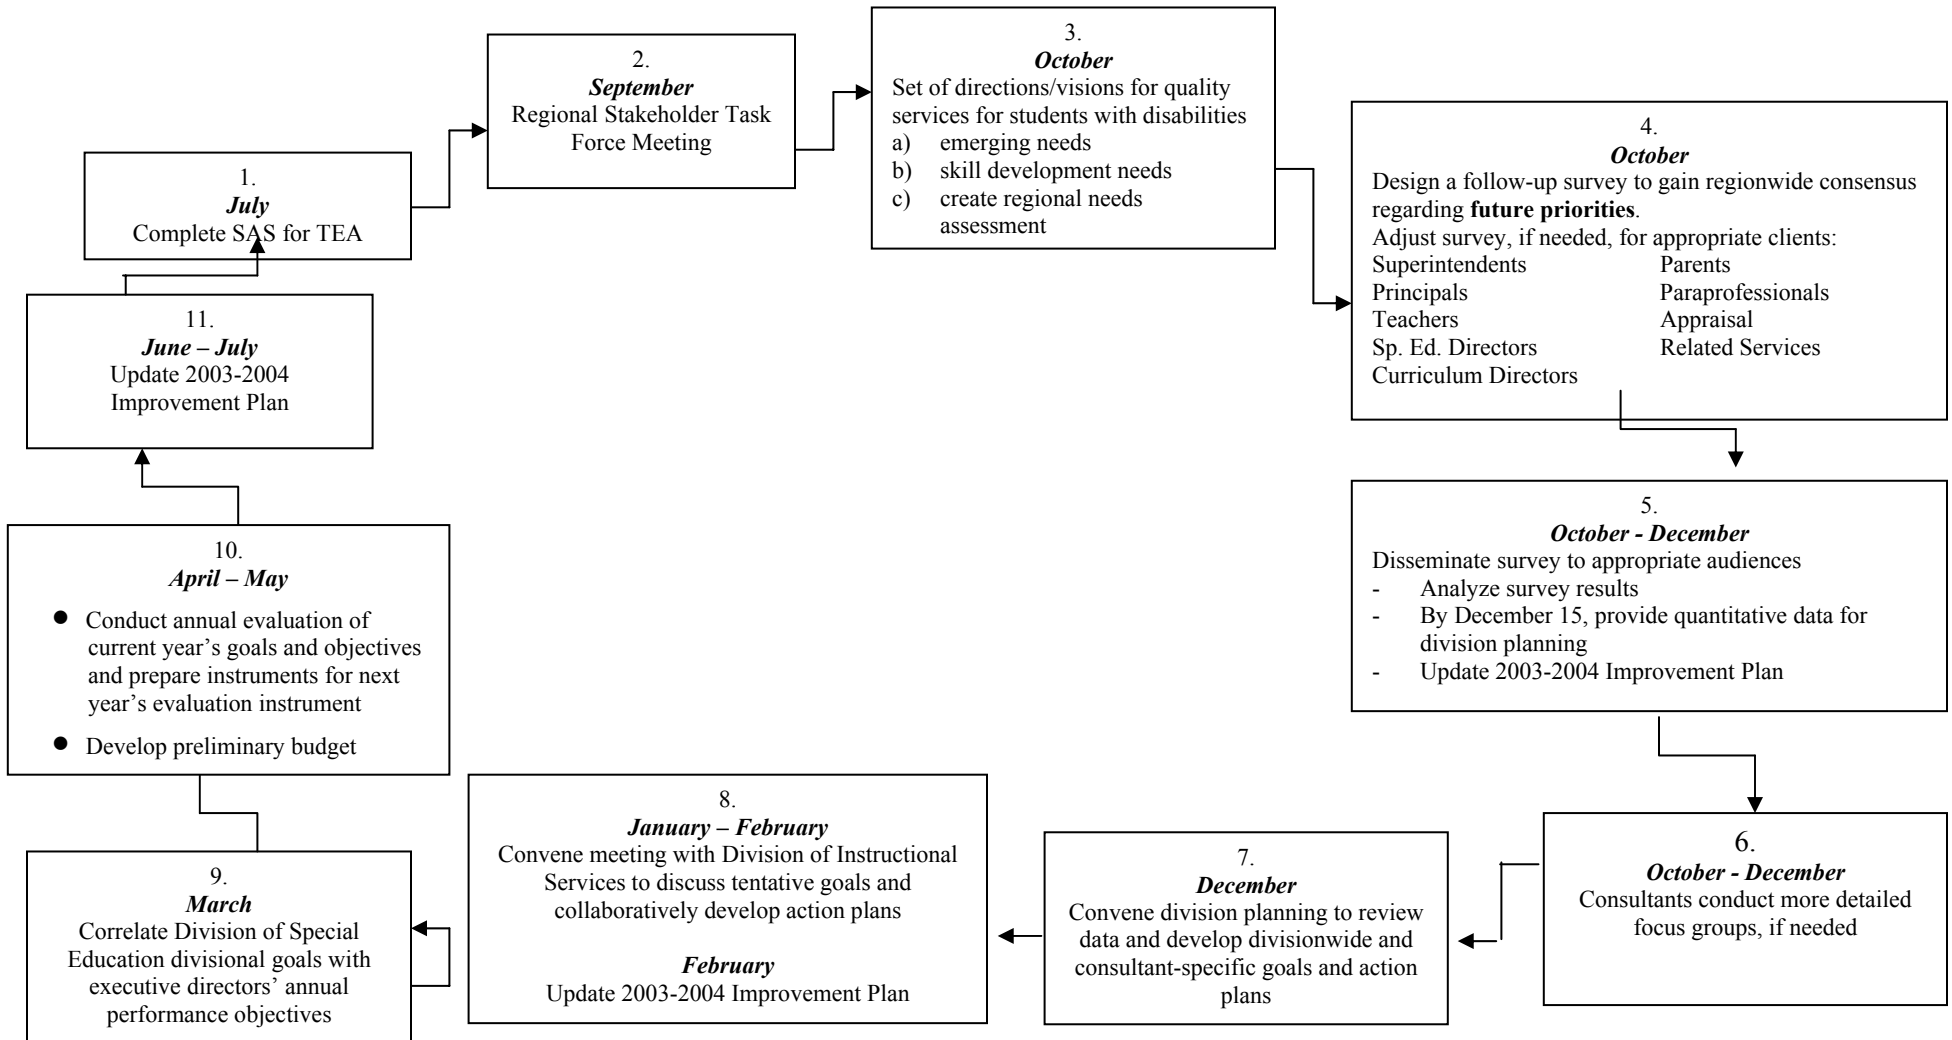 1.
July
Complete SAS for TEA
2.
September
Regional Stakeholder Task
Force Meeting
3.
October
Set of directions/visions for quality
services for students with disabilities
a) emerging needs
b) skill development needs
c) create regional needs
assessment
4.
October
Design a follow-up survey to gain regionwide consensus
regarding future priorities.
Adjust survey, if needed, for appropriate clients:
Superintendents Parents
Principals Paraprofessionals
Teachers Appraisal
Sp. Ed. Directors Related Services
Curriculum Directors
5.
October - December
Disseminate survey to appropriate audiences
- Analyze survey results
- By December 15, provide quantitative data for
division planning
- Update 2003-2004 Improvement Plan
6.
October - December
Consultants conduct more detailed
focus groups, if needed
7.
December
Convene division planning to review
data and develop divisionwide and
consultant-specific goals and action
plans
8.
January – February
Convene meeting with Division of Instructional
Services to discuss tentative goals and
collaboratively develop action plans
February
Update 2003-2004 Improvement Plan
9.
March
Correlate Division of Special
Education divisional goals with
executive directors’ annual
performance objectives
10.
April – May
● Conduct annual evaluation of
current year’s goals and objectives
and prepare instruments for next
year’s evaluation instrument
● Develop preliminary budget
11.
June – July
Update 2003-2004
Improvement Plan